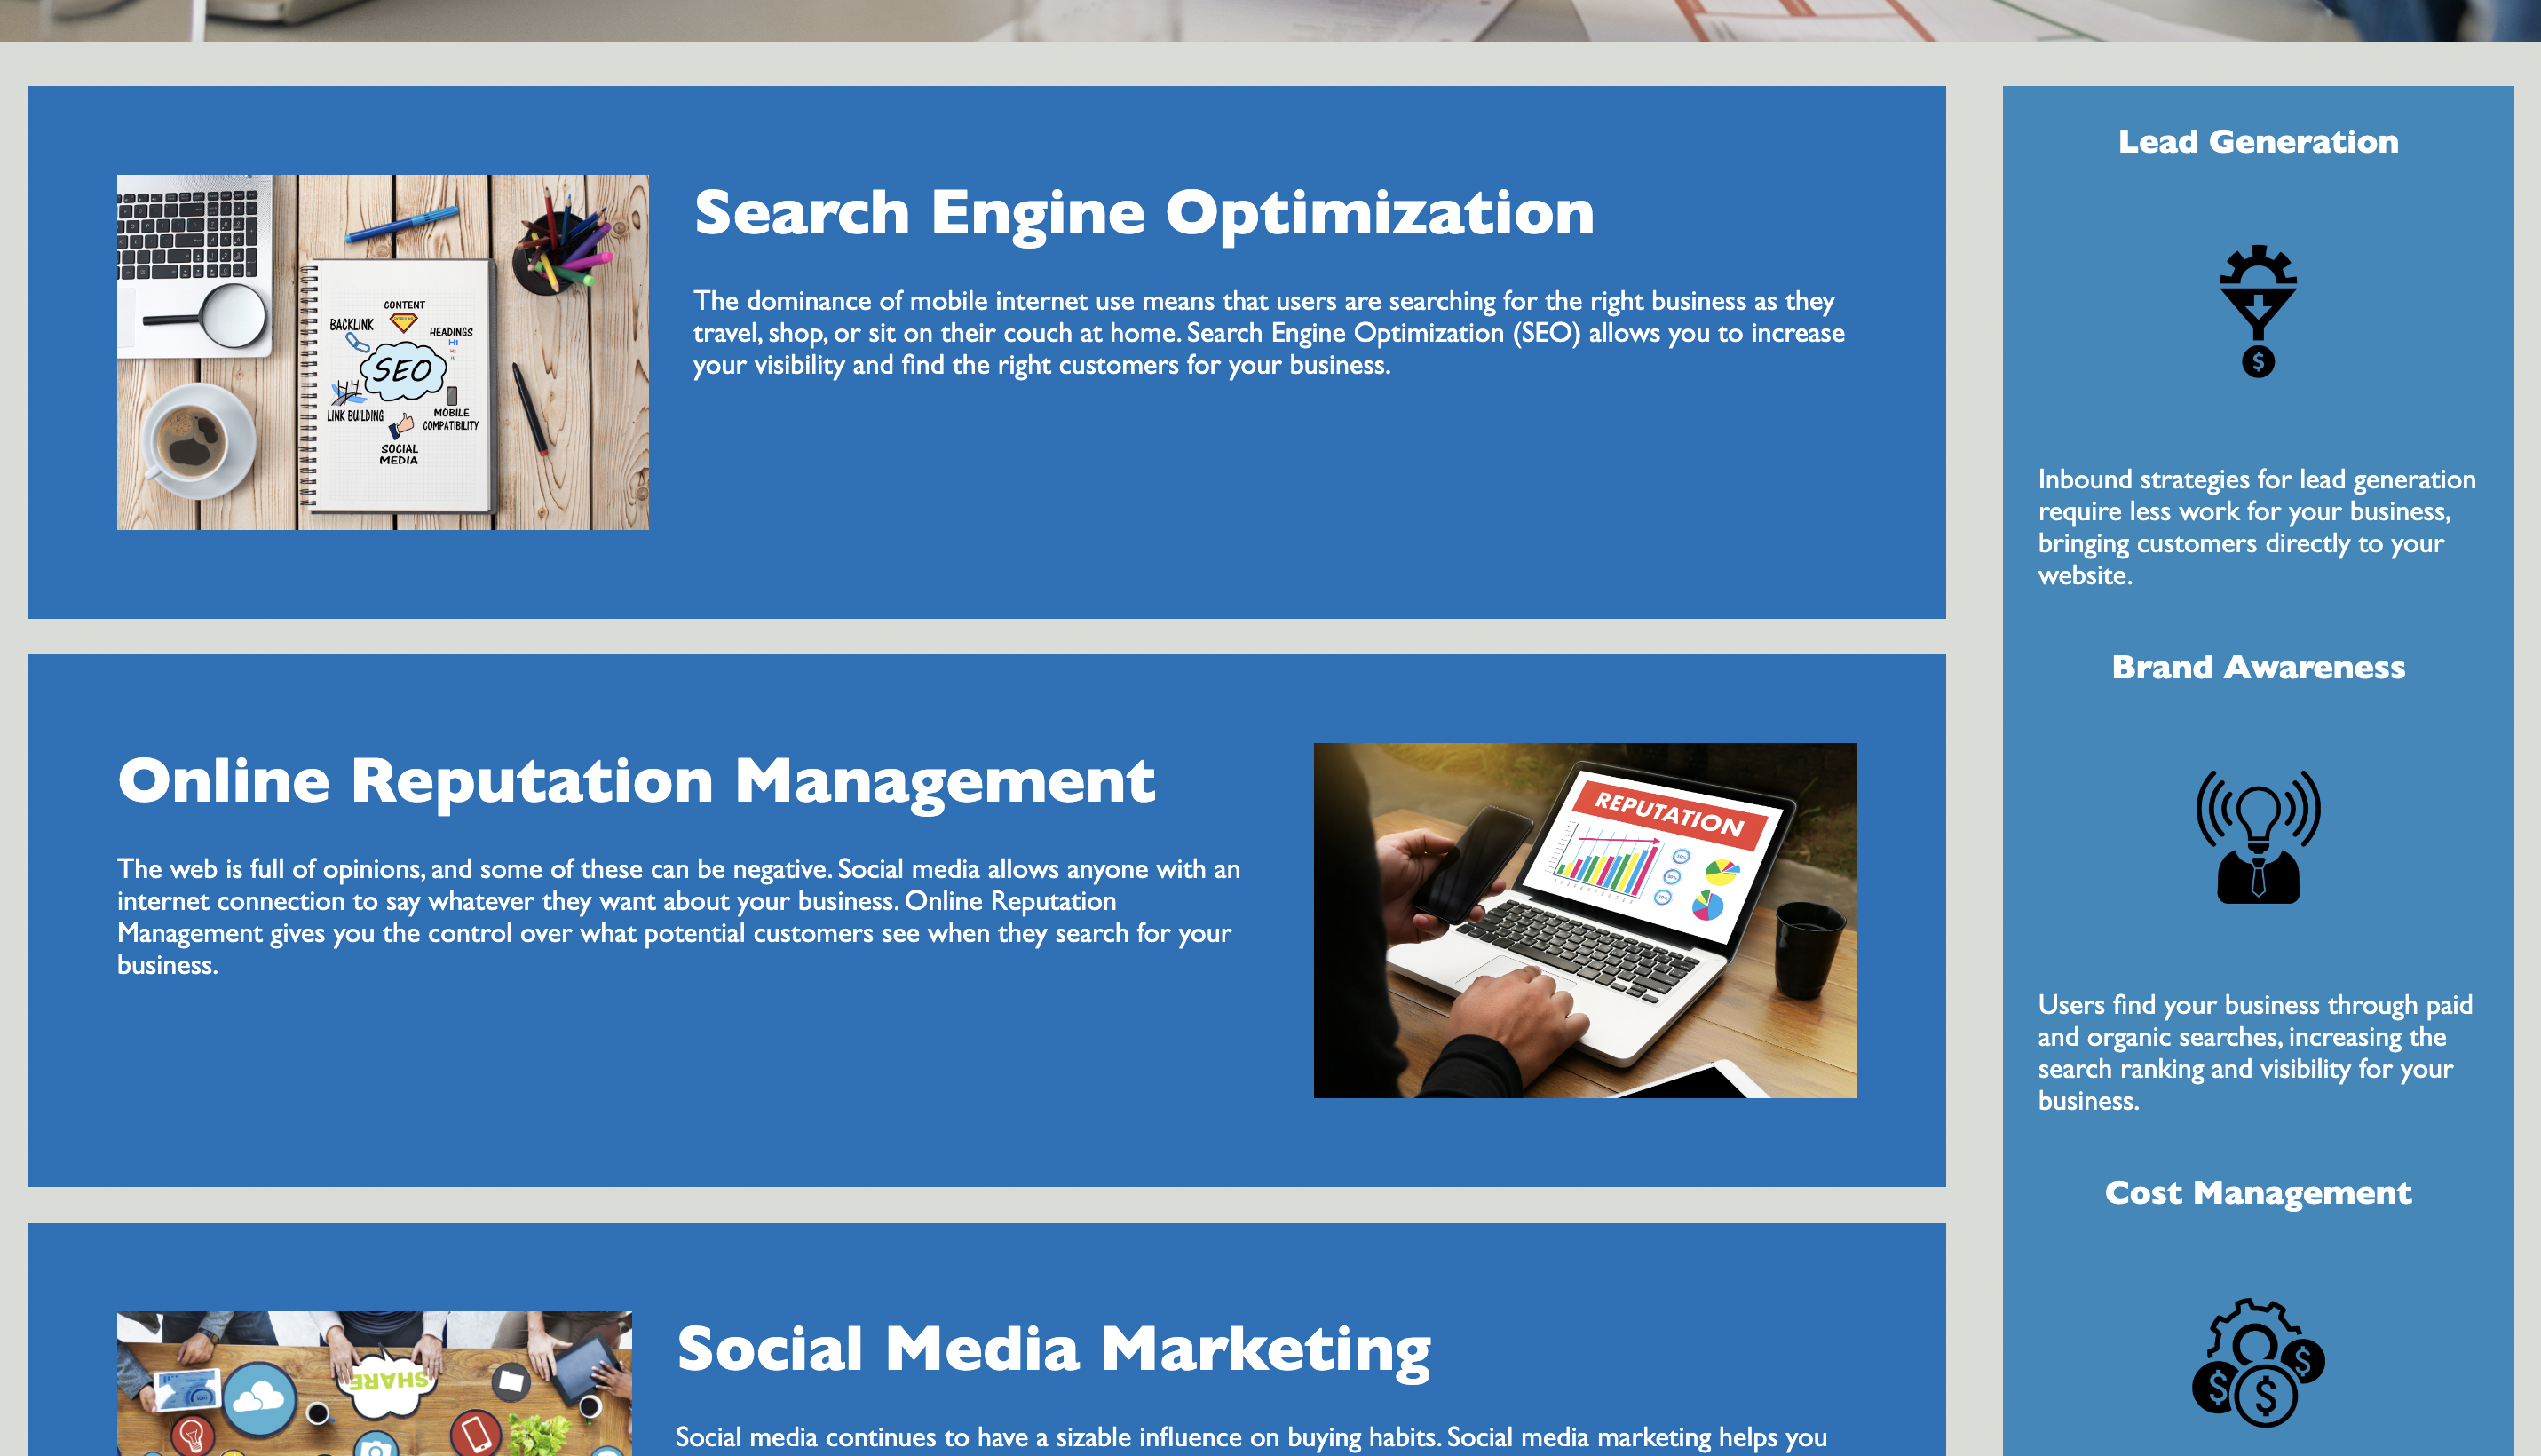 Search Engine Optimization
The dominance of mobile internet use means that users are searching for the right business as they
travel, shop, or sit on their couch at home. Search Engine Optimization (SEO) allows you to increase
your visibility and find the right customers for your business.
CONTENT
BACKLINK
HEADINGS
H1
SEO
LINK BUILDING
MOBILE
COMPATIBILITY
SOCIAL
MEDIA
Online Reputation Management
The web is full of opinions, and some of these can be negative. Social media allows anyone with an
internet connection to say whatever they want about your business. Online Reputation
Management gives you the control over what potential customers see when they search for your
business.
REPUTATION
Social Media Marketing
Social media continues to have a sizable influence on buying habits. Social media marketing helps you
SHARE
Lead Generation
$
Inbound strategies for lead generation
require less work for your business,
bringing customers directly to your
website.
Brand Awareness
Users find your business through paid
and organic searches, increasing the
search ranking and visibility for your
business.
Cost Management
$
$
$